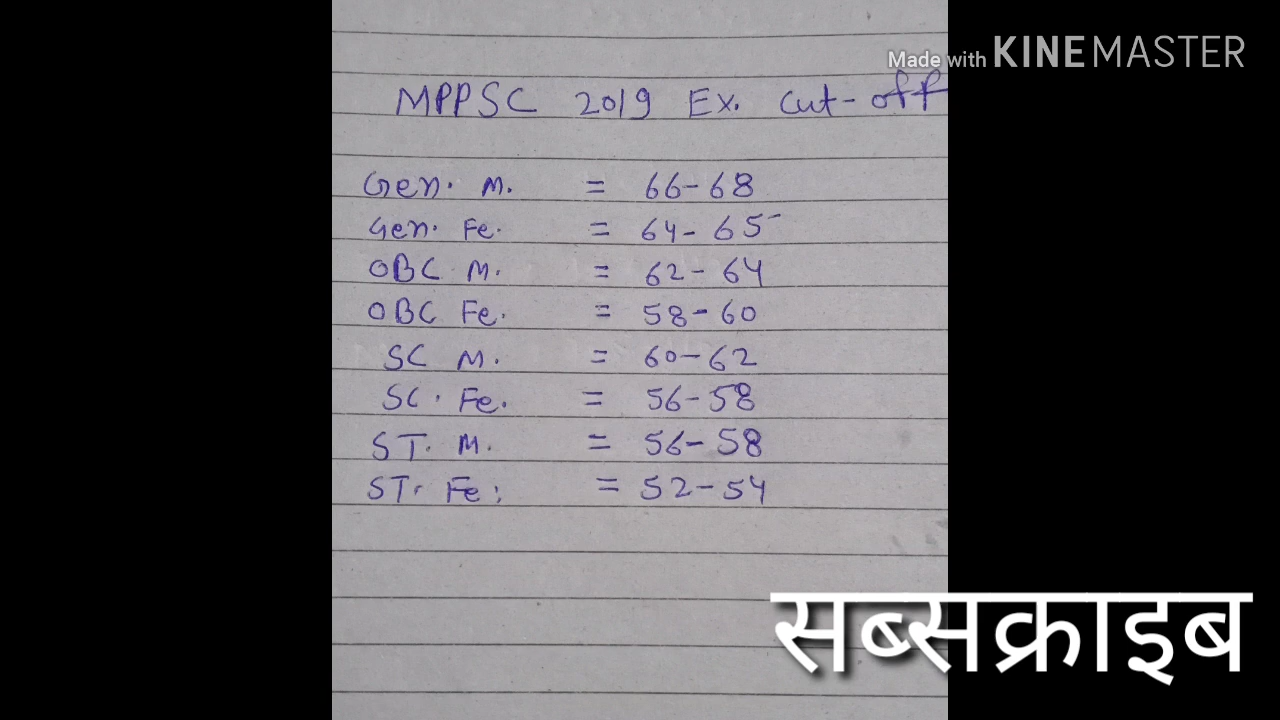 Made with KINEMASTER
MPPSC 2019 Ex. Cut-off
Gen. M. = 66-68
Gen. Fe. = 64-65
OBC M. = 62-64
OBC Fe. = 58-60
SC M. = 60-62
SC. Fe. = 56-58
ST. M. = 56-58
ST. Fe: = 52-54
सब्सक्राइब